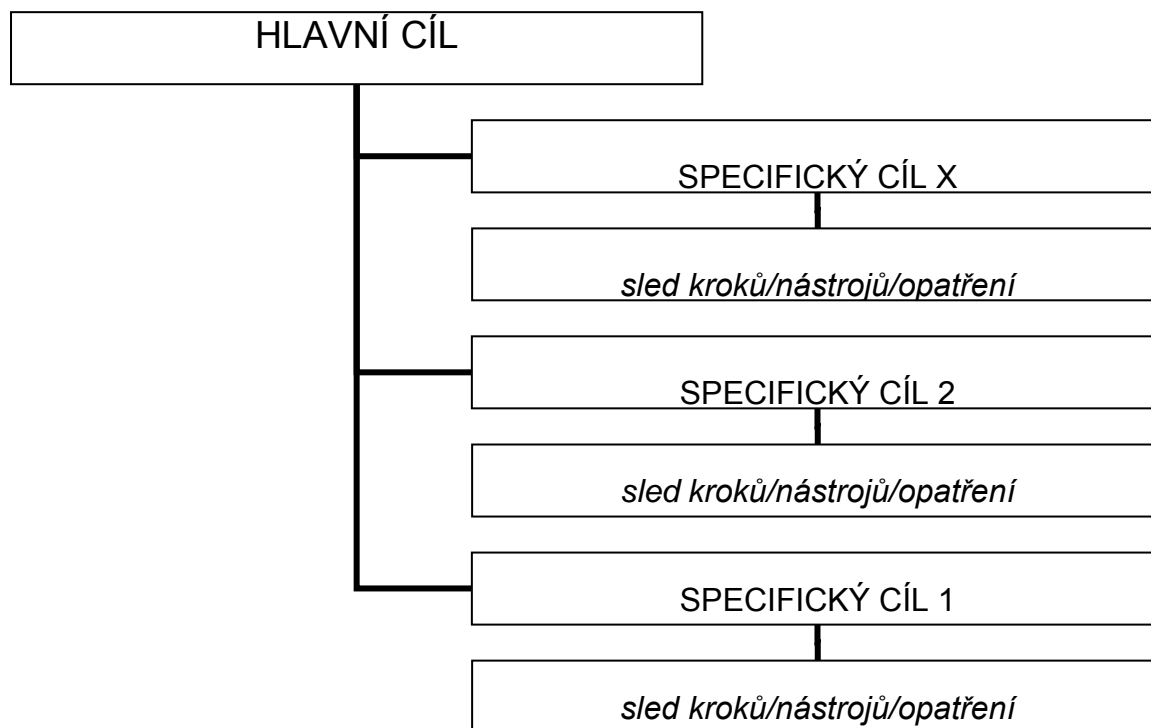 HLAVNÍ CÍL
SPECIFICKÝ CÍL X
sled kroků/nástrojů/opatření
SPECIFICKÝ CÍL 2
sled kroků/nástrojů/opatření
SPECIFICKÝ CÍL 1
sled kroků/nástrojů/opatření